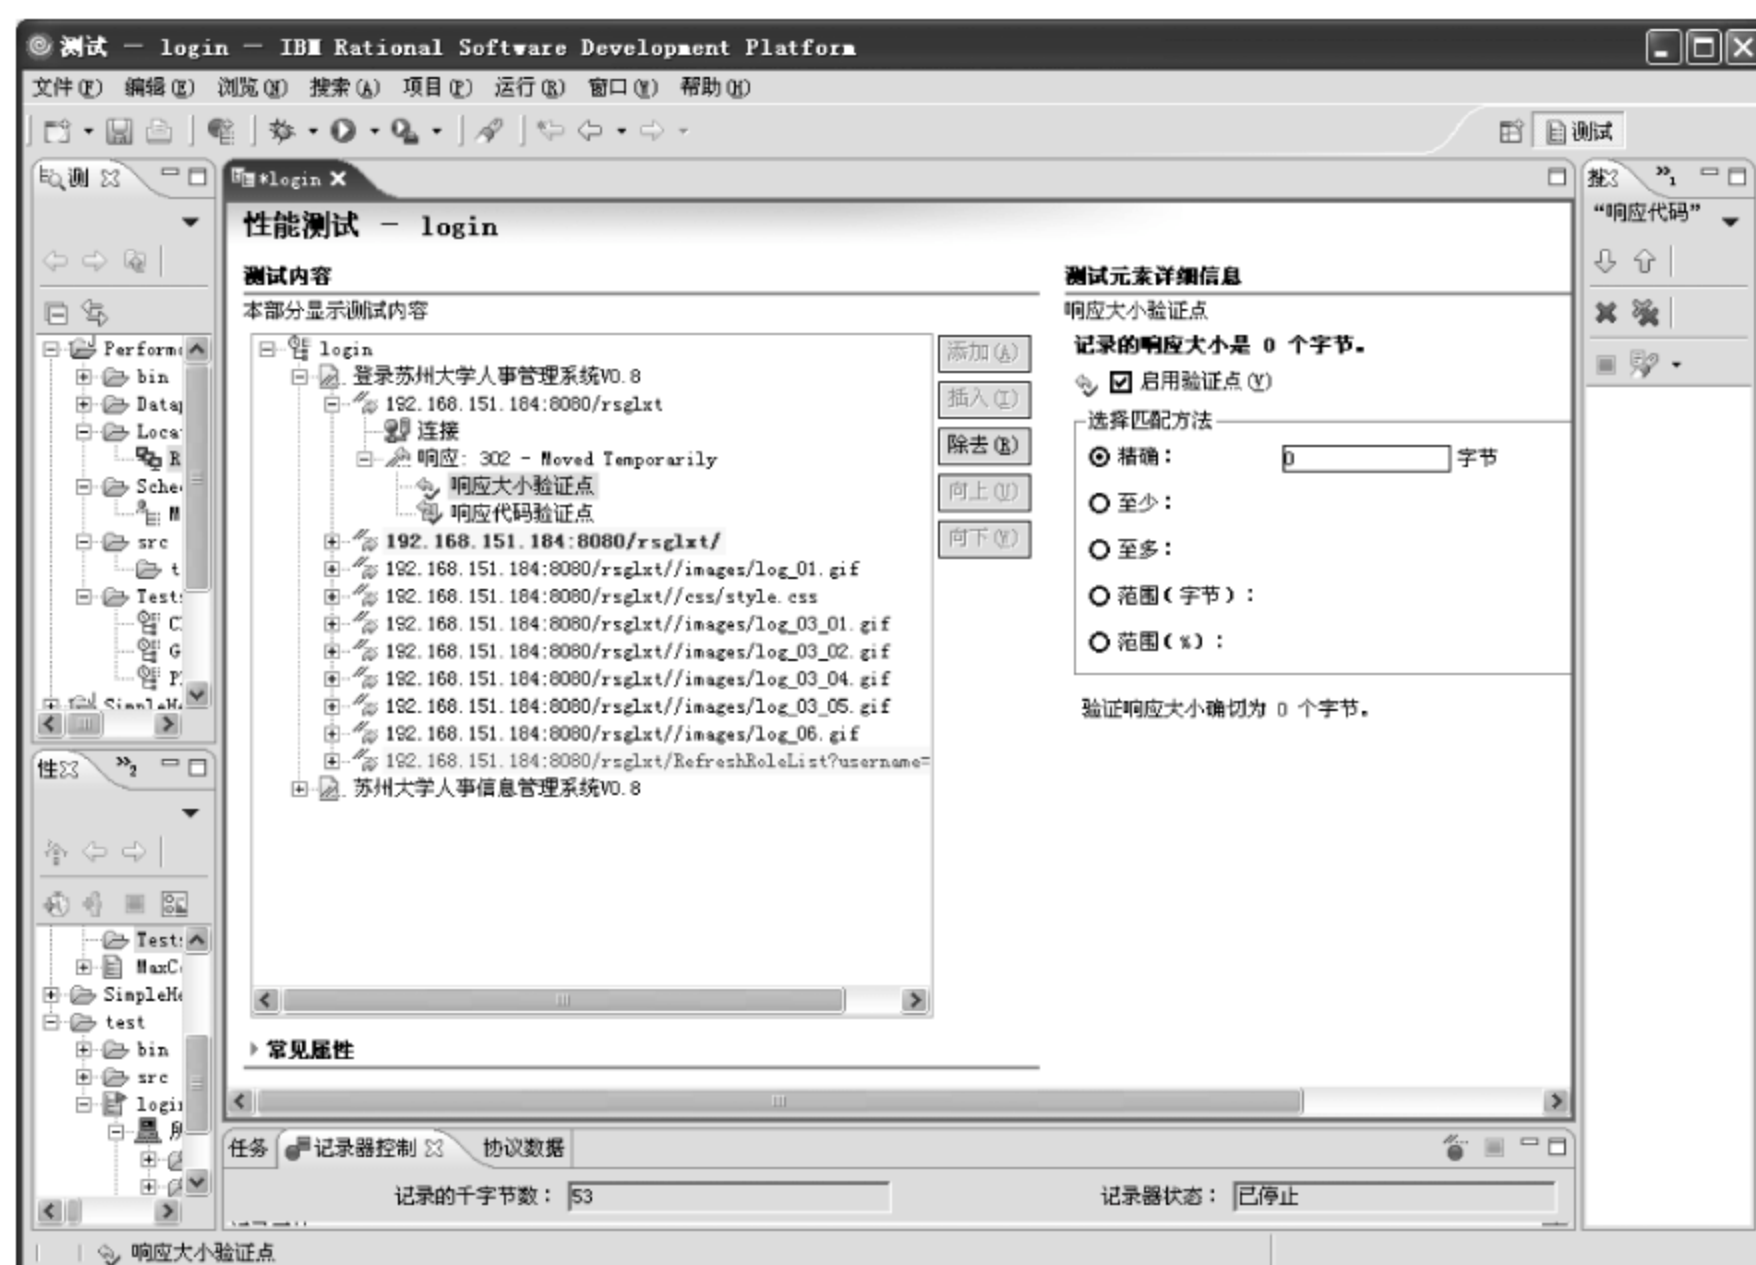 测试 - login - IBM Rational Software Development Platform
文件(F) 编辑(E) 浏览(N) 搜索(A) 项目(P) 运行(R) 窗口(W) 帮助(H)
测试
测
*login
“响应代码”
性能测试 - login
测试内容
本部分显示测试内容
login
登录苏州大学人事管理系统V0.8
192.168.151.184:8080/rsglxt
连接
响应: 302 - Moved Temporarily
响应大小验证点
响应代码验证点
192.168.151.184:8080/rsglxt/
192.168.151.184:8080/rsglxt//images/log_01.gif
192.168.151.184:8080/rsglxt//css/style.css
192.168.151.184:8080/rsglxt//images/log_03_01.gif
192.168.151.184:8080/rsglxt//images/log_03_02.gif
192.168.151.184:8080/rsglxt//images/log_03_04.gif
192.168.151.184:8080/rsglxt//images/log_03_05.gif
192.168.151.184:8080/rsglxt//images/log_06.gif
192.168.151.184:8080/rsglxt/RefreshRoleList?username=
苏州大学人事信息管理系统V0.8
添加(A)
插入(I)
除去(R)
向上(U)
向下(V)
常见属性
测试元素详细信息
响应大小验证点
记录的响应大小是 0 个字节。
启用验证点(Y)
选择匹配方法
精确： 0 字节
至少：
至多：
范围(字节)：
范围(%)：
验证响应大小确切为 0 个字节。
Perform
bin
Data
Loca
R
Sche
M
src
t
Test
C
G
P
SimpleH
性
Test
MaxC
SimpleH
test
bin
src
logi
任务 记录器控制 协议数据
记录的千字节数： 53 记录器状态： 已停止
响应大小验证点